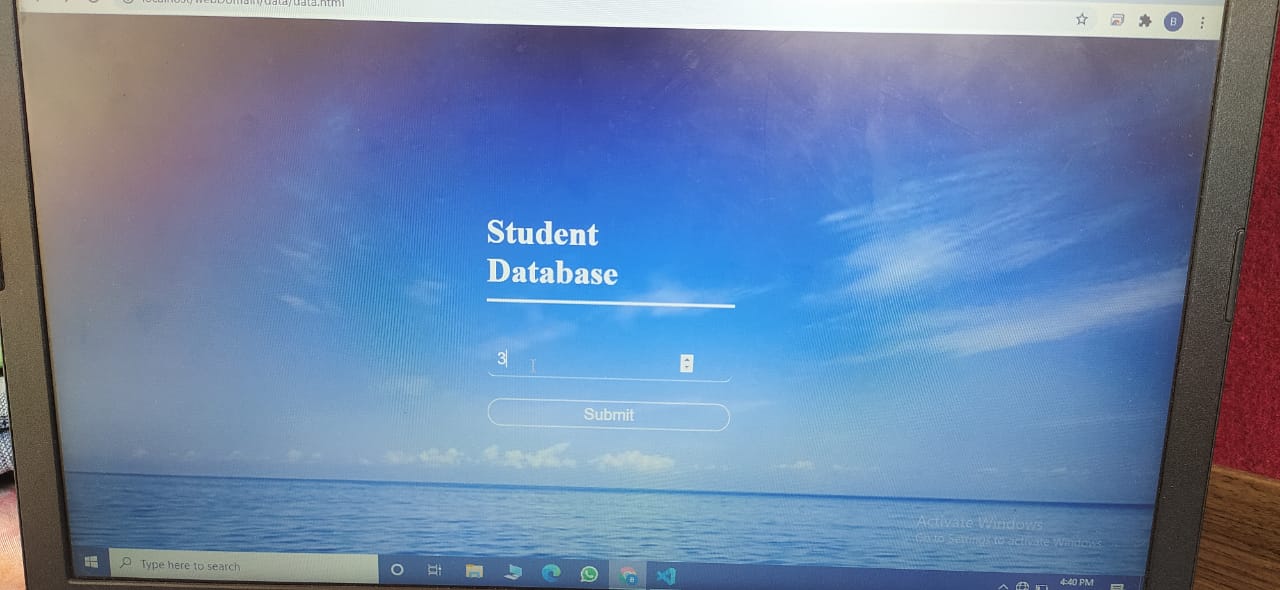 localhost/webDomain/data/data.html
B
Student
Database
3
Submit
Activate Windows
Go to Settings to activate Windows.
Type here to search
4:40 PM